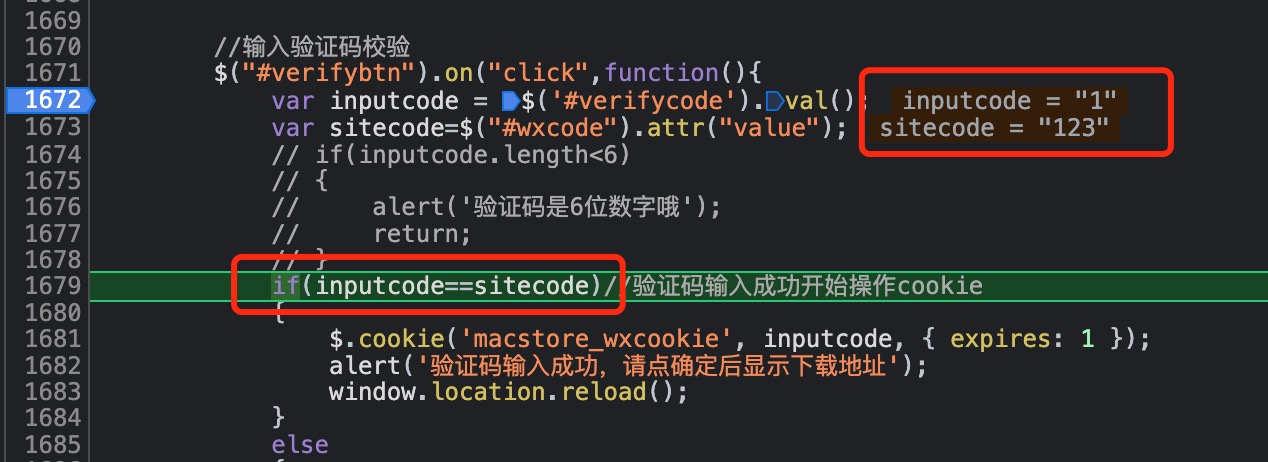 1669
1670 //输入验证码校验
1671 $("#verifybtn").on("click",function(){
1672 var inputcode = $('#verifycode').val(); inputcode = "1"
1673 var sitecode=$("#wxcode").attr("value"); sitecode = "123"
1674 // if(inputcode.length<6)
1675 // {
1676 //     alert('验证码是6位数字哦');
1677 //     return;
1678 // }
1679 if(inputcode==sitecode)//验证码输入成功开始操作cookie
1680 {
1681 $.cookie('macstore_wxcookie', inputcode, { expires: 1 });
1682 alert('验证码输入成功，请点确定后显示下载地址');
1683 window.location.reload();
1684 }
1685 else